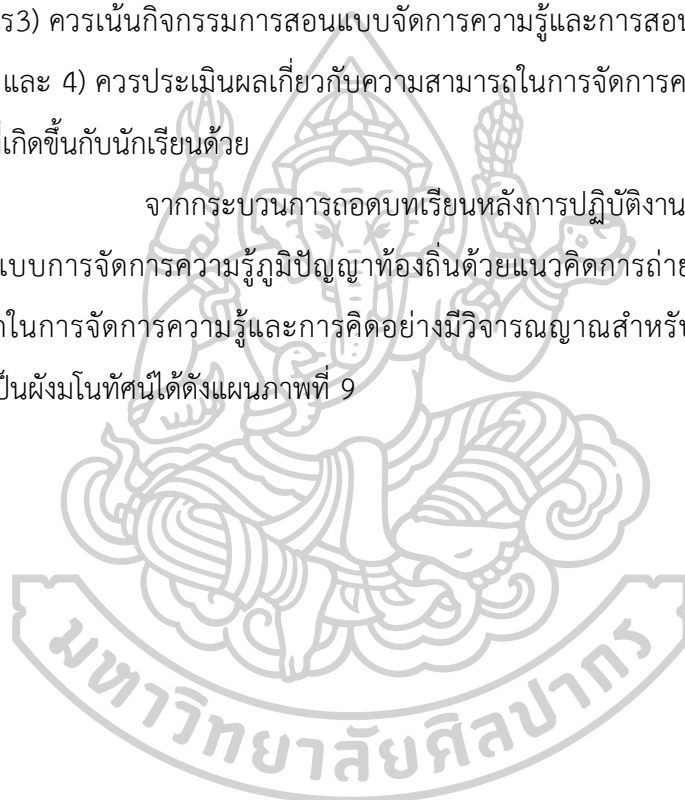 ร3) ควรเน้นกิจกรรมการสอนแบบจัดการความรู้และการสอน
และ 4) ควรประเมินผลเกี่ยวกับความสามารถในการจัดการค
ี่เกิดขึ้นกับนักเรียนด้วย
จากกระบวนการถอดบทเรียนหลังการปฏิบัติงาน
แบบการจัดการความรู้ภูมิปัญญาท้องถิ่นด้วยแนวคิดการถ่าย
ในการจัดการความรู้และการคิดอย่างมีวิจารณญาณสำหรับ
ป็นผังมโนทัศน์ได้ดังแผนภาพที่ 9
มหาวิทยาลัยศิลปากร